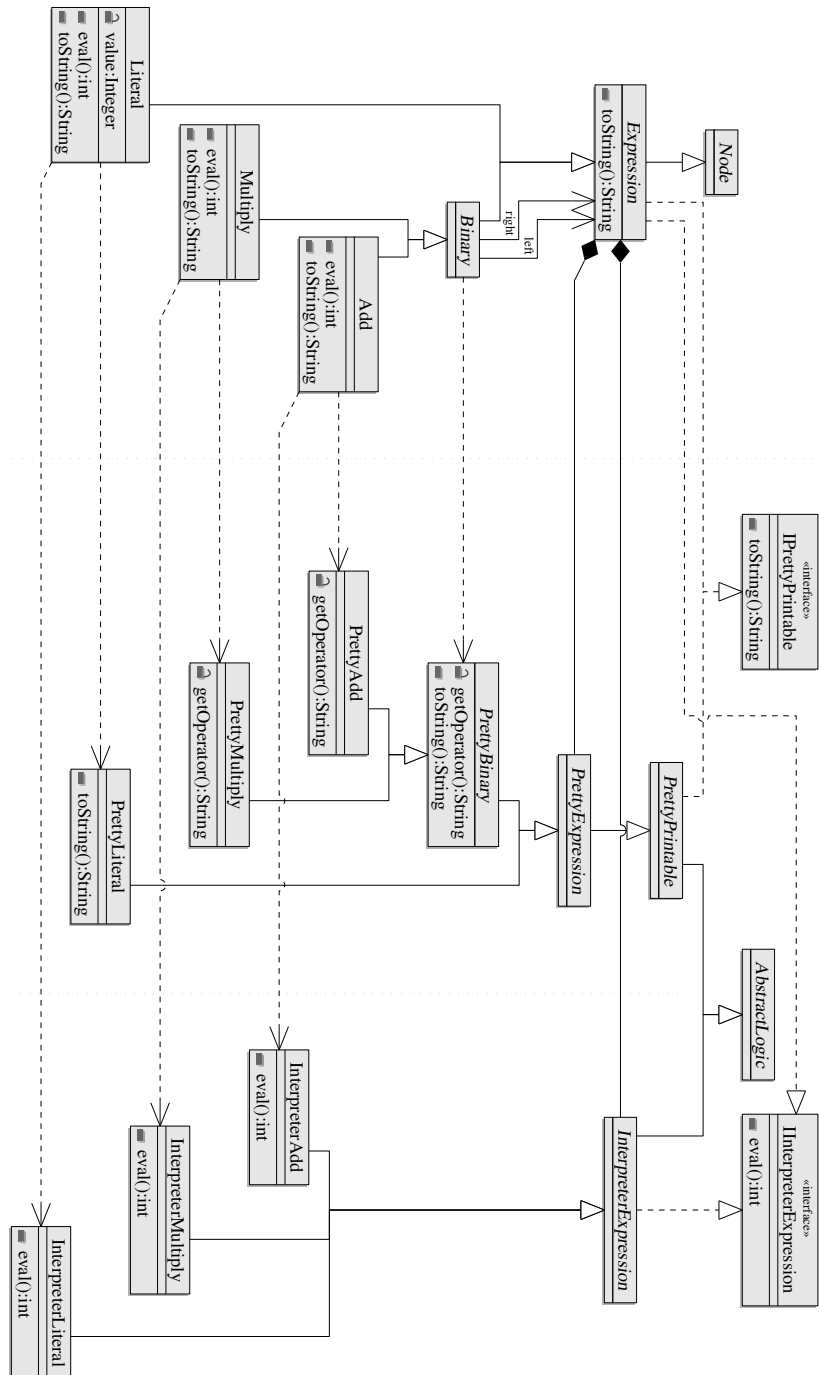 Node
Expression
toString():String
right
left
Binary
Add
eval():int
toString():String
Multiply
eval():int
toString():String
Literal
value:Integer
eval():int
toString():String
«interface»
IPrettyPrintable
toString():String
PrettyPrintable
PrettyExpression
PrettyBinary
getOperator():String
toString():String
PrettyAdd
getOperator():String
PrettyMultiply
getOperator():String
PrettyLiteral
toString():String
AbstractLogic
«interface»
IInterpreterExpression
eval():int
InterpreterExpression
InterpreterAdd
eval():int
InterpreterMultiply
eval():int
InterpreterLiteral
eval():int